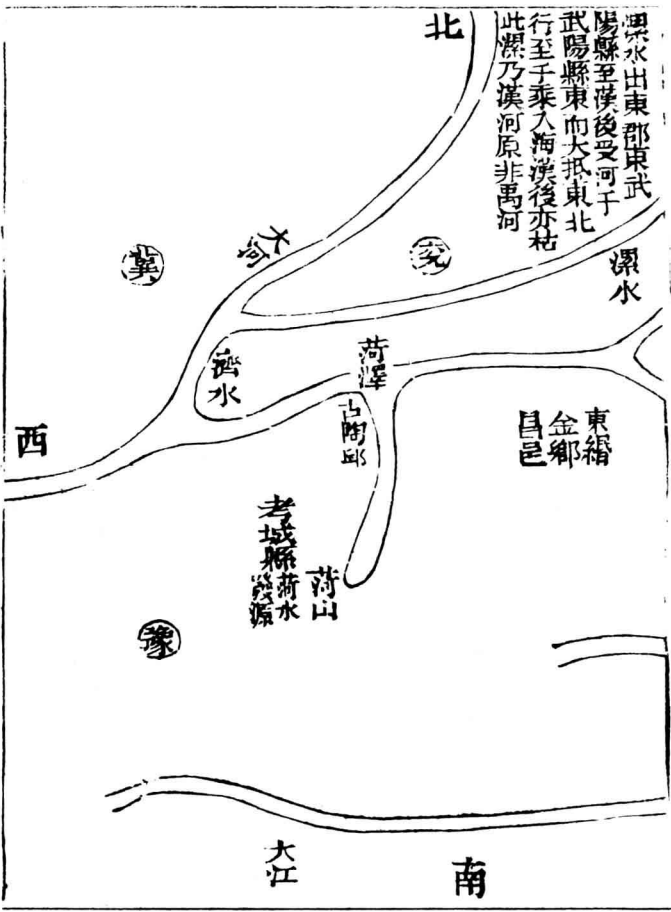 漯水出東郡東武
陽縣至漢後受河于
武陽縣東而大抵東北
行至千乘入海漢後亦枯
此漯乃漢河原非禹河
北
漯水
兖
大河
冀
菏澤
濟水
古陶邱
東緡
金鄉
昌邑
西
菏山
考城縣菏水
發源
豫
大江
南